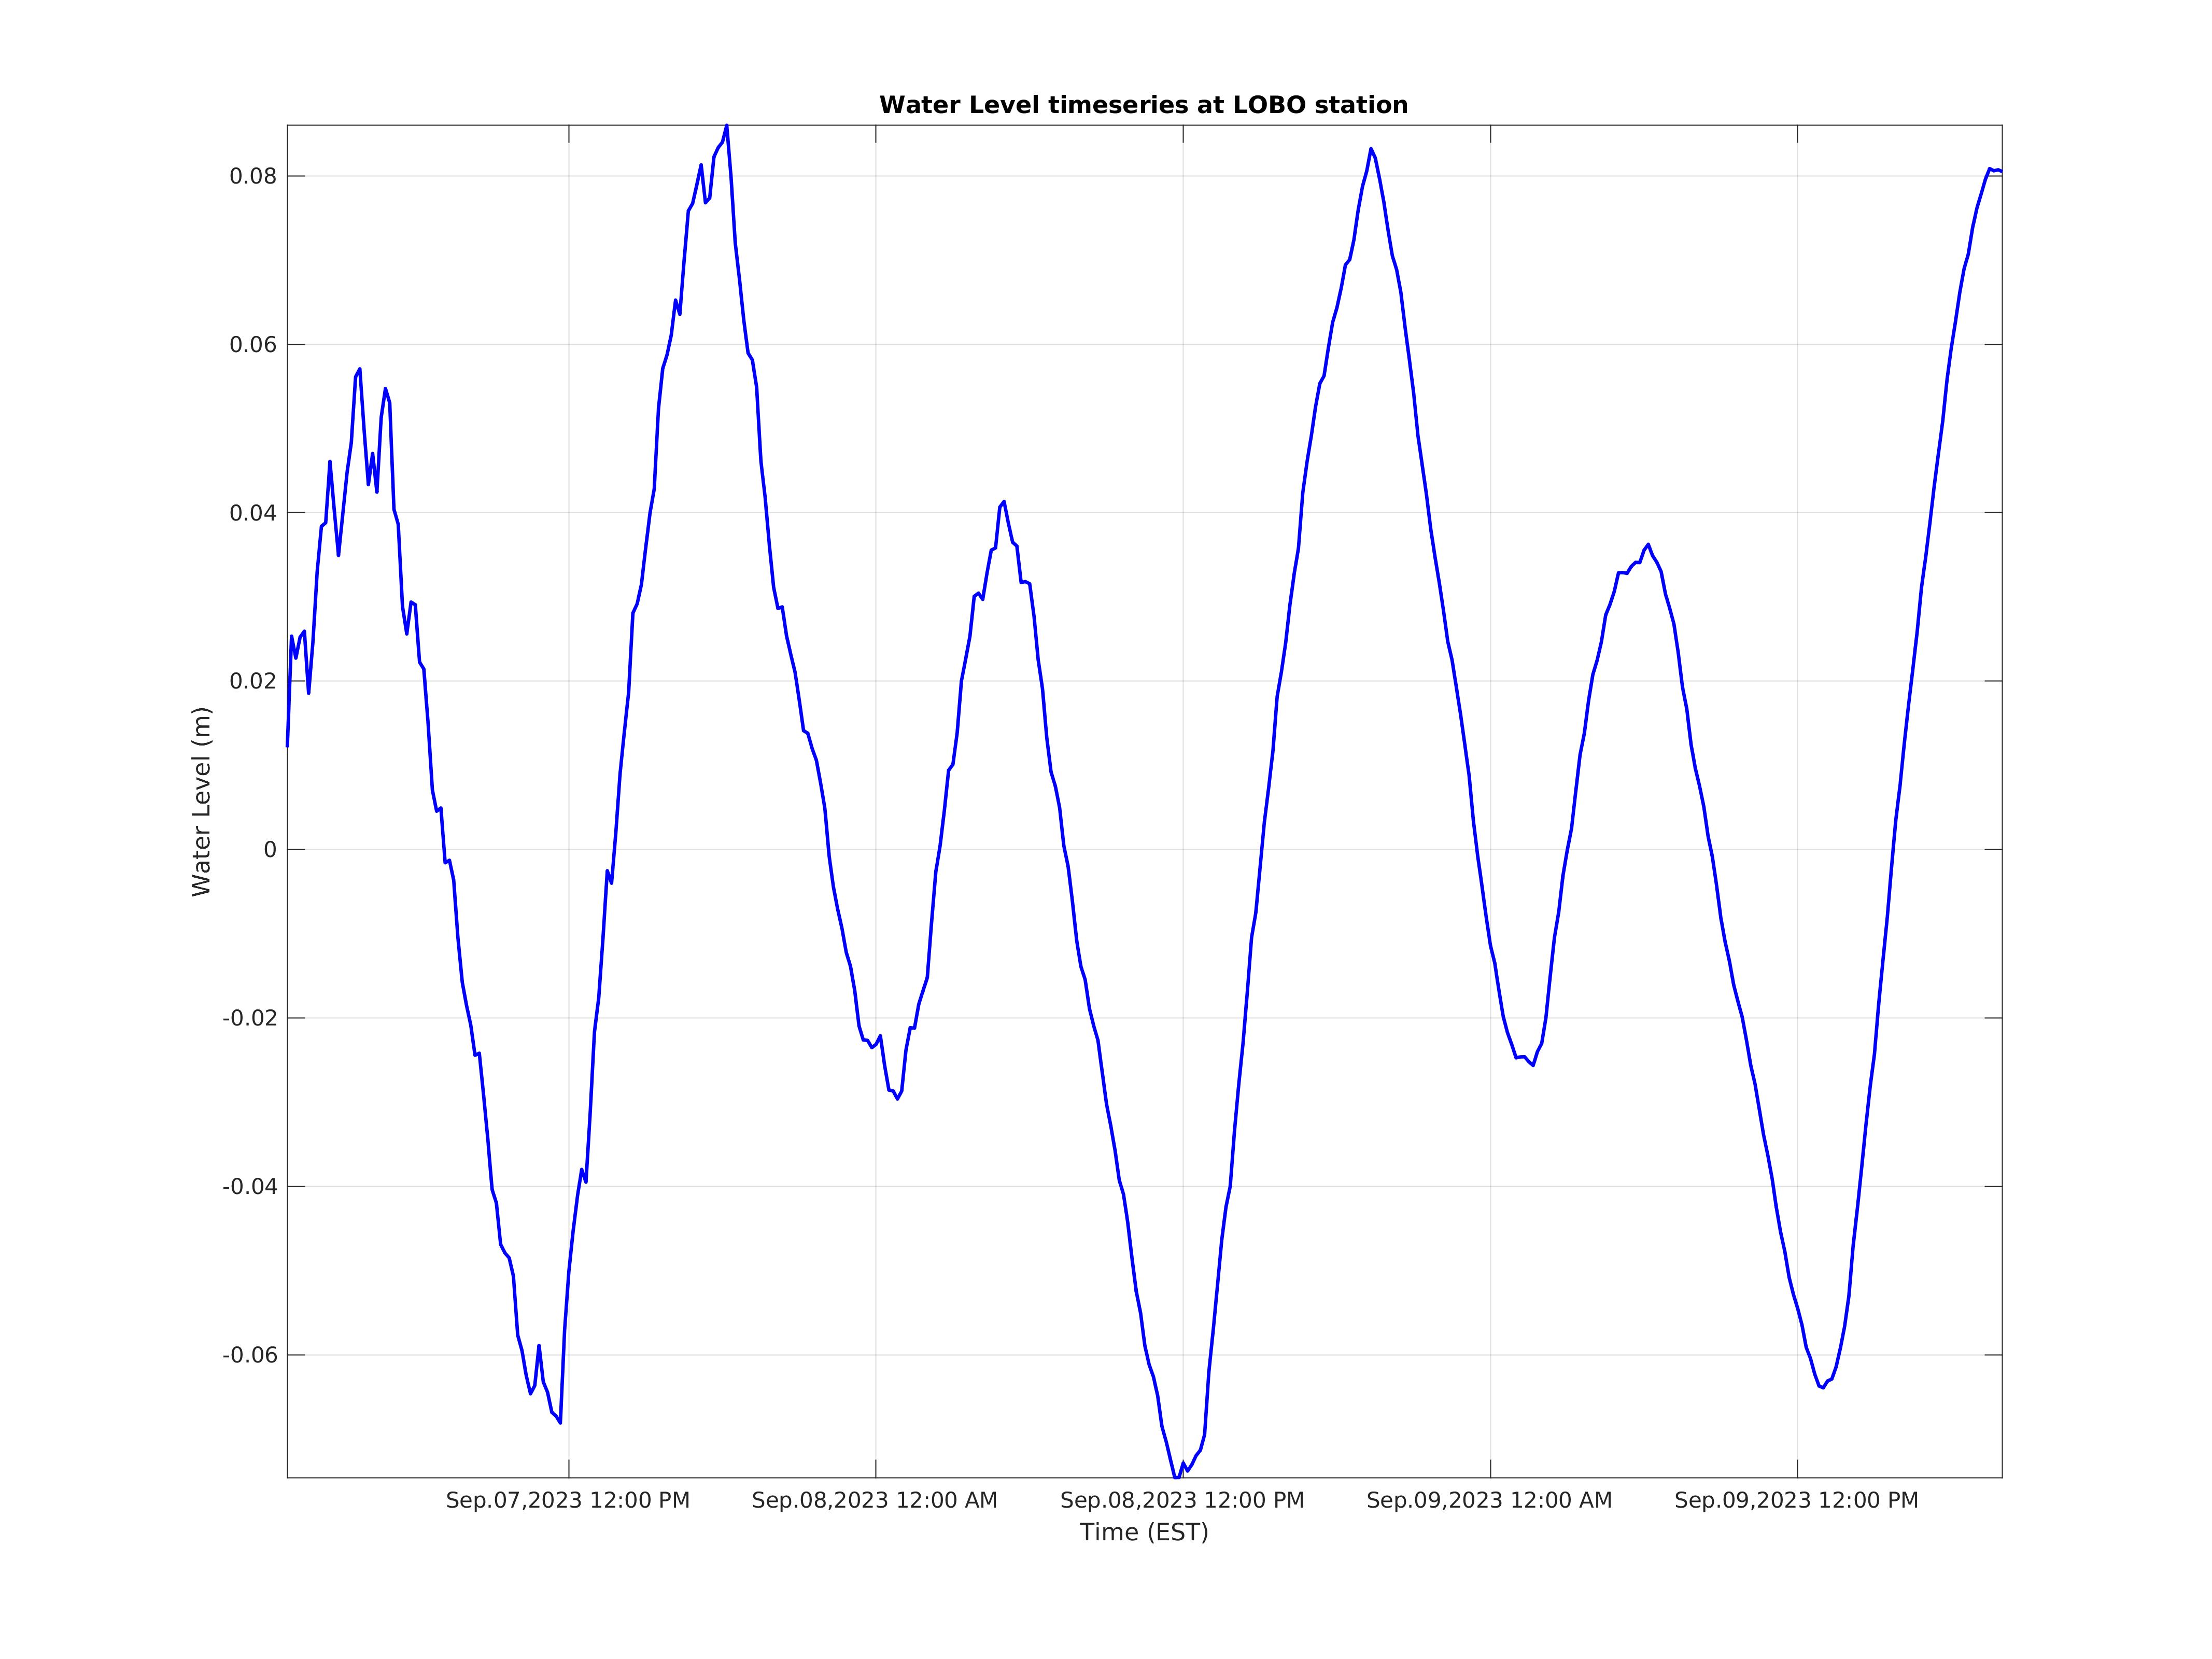 Water Level timeseries at LOBO station
0.08
0.06
0.04
0.02
0
-0.02
-0.04
-0.06
Water Level (m)
Sep.07,2023 12:00 PM
Sep.08,2023 12:00 AM
Sep.08,2023 12:00 PM
Sep.09,2023 12:00 AM
Sep.09,2023 12:00 PM
Time (EST)